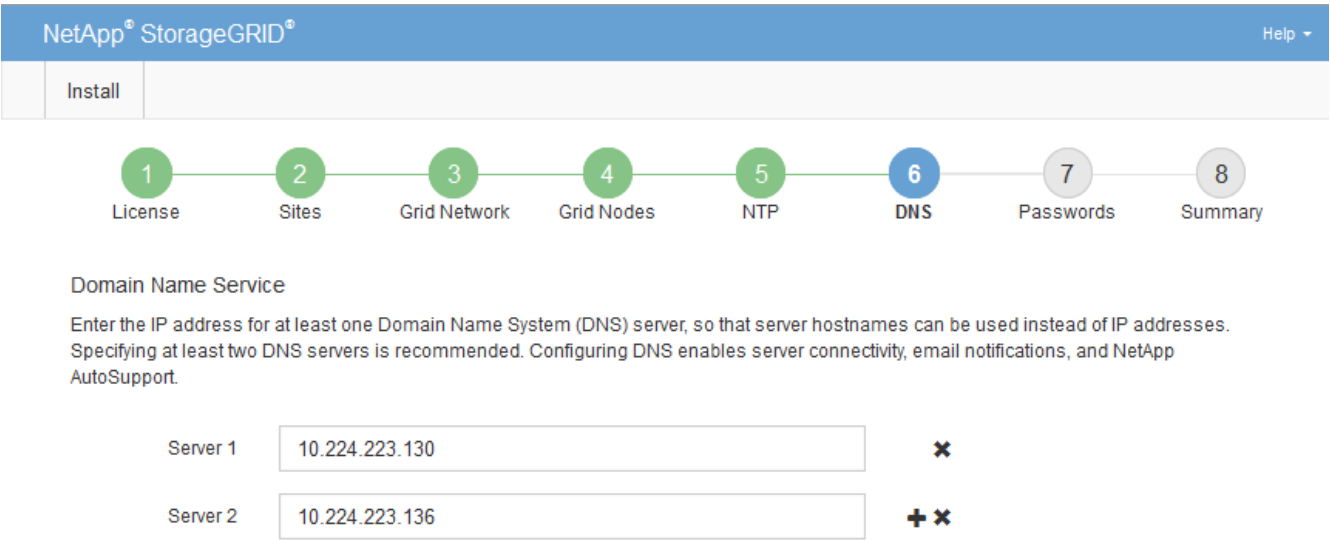 NetApp® StorageGRID®
Help
Install
1 2 3 4 5 6 7 8
License Sites Grid Network Grid Nodes NTP DNS Passwords Summary
Domain Name Service
Enter the IP address for at least one Domain Name System (DNS) server, so that server hostnames can be used instead of IP addresses.
Specifying at least two DNS servers is recommended. Configuring DNS enables server connectivity, email notifications, and NetApp
AutoSupport.
Server 1 10.224.223.130
Server 2 10.224.223.136